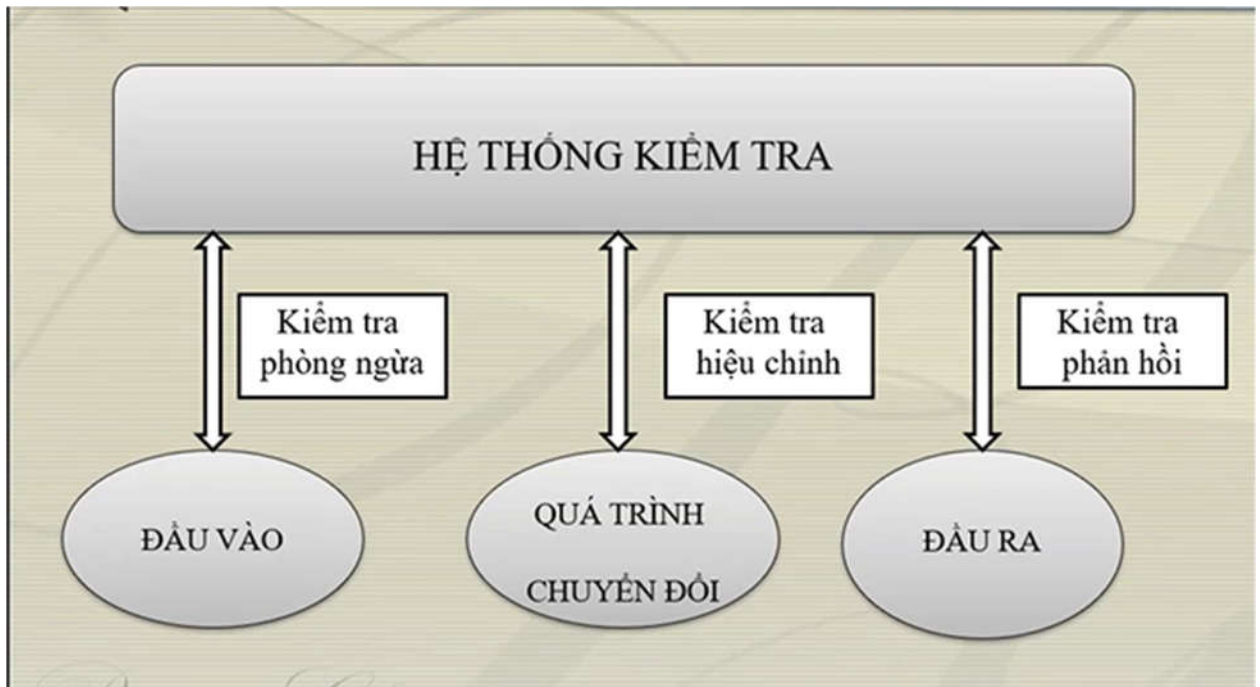 HỆ THỐNG KIỂM TRA
Kiểm tra
phòng ngừa
Kiểm tra
hiệu chỉnh
Kiểm tra
phản hồi
ĐẦU VÀO
QUÁ TRÌNH
CHUYỂN ĐỔI
ĐẦU RA